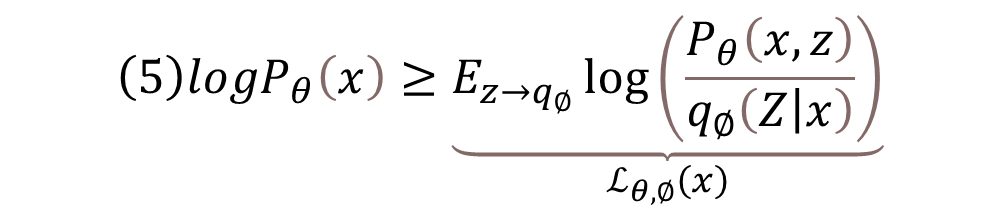 (5)logP_θ(x) ≥ E_{z→q_∅} log(P_θ(x,z)/q_∅(Z|x))
ℒ_{θ,∅}(x)